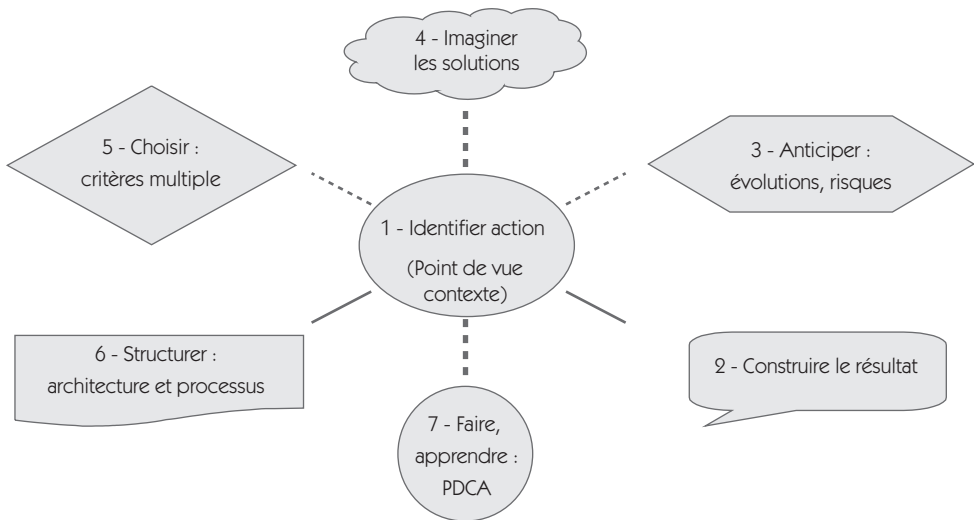 4 - Imaginer
les solutions
5 - Choisir :
critères multiple
3 - Anticiper :
évolutions, risques
1 - Identifier action
(Point de vue
contexte)
6 - Structurer :
architecture et processus
2 - Construire le résultat
7 - Faire,
apprendre :
PDCA